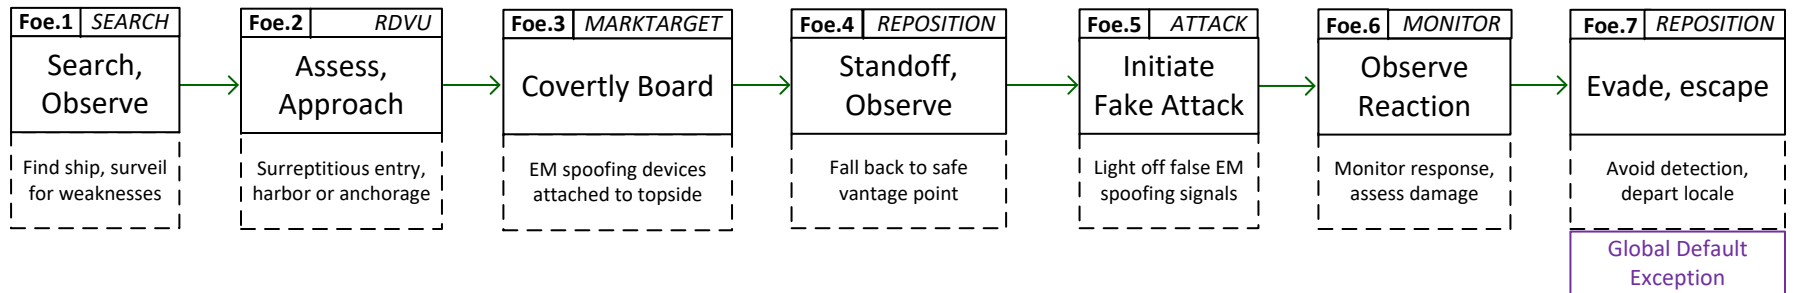 Foe.1 SEARCH
Search,
Observe
Find ship, surveil
for weaknesses
Foe.2 RDVU
Assess,
Approach
Surreptitious entry,
harbor or anchorage
Foe.3 MARKTARGET
Covertly Board
EM spoofing devices
attached to topside
Foe.4 REPOSITION
Standoff,
Observe
Fall back to safe
vantage point
Foe.5 ATTACK
Initiate
Fake Attack
Light off false EM
spoofing signals
Foe.6 MONITOR
Observe
Reaction
Monitor response,
assess damage
Foe.7 REPOSITION
Evade, escape
Avoid detection,
depart locale
Global Default
Exception